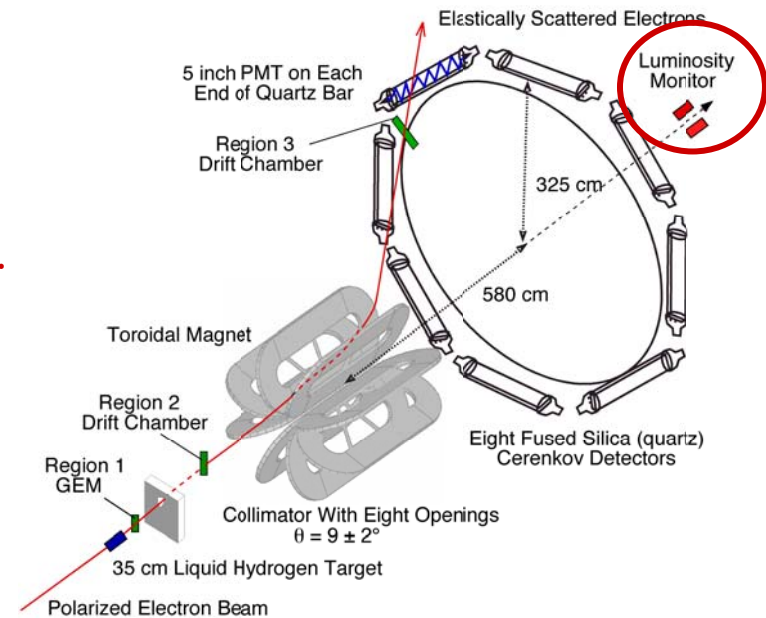 Elastically Scattered Electrons
Luminosity
Monitor
5 inch PMT on Each
End of Quartz Bar
Region 3
Drift Chamber
325 cm
580 cm
Toroidal Magnet
Region 2
Drift Chamber
Region 1
GEM
Eight Fused Silica (quartz)
Cerenkov Detectors
Collimator With Eight Openings
θ = 9 ± 2°
35 cm Liquid Hydrogen Target
Polarized Electron Beam